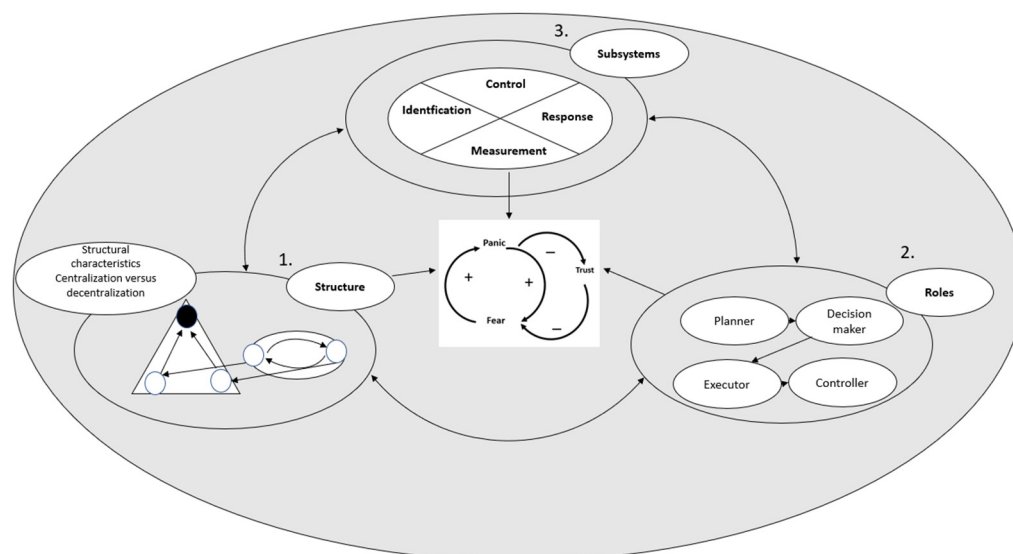 3.
Subsystems
Control
Identfication
Response
Measurement
Structural
characteristics
Centralization versus
decentralization
1.
Structure
Panic
−
Trust
+
+
Fear
−
2.
Roles
Planner
Decision
maker
Executor
Controller